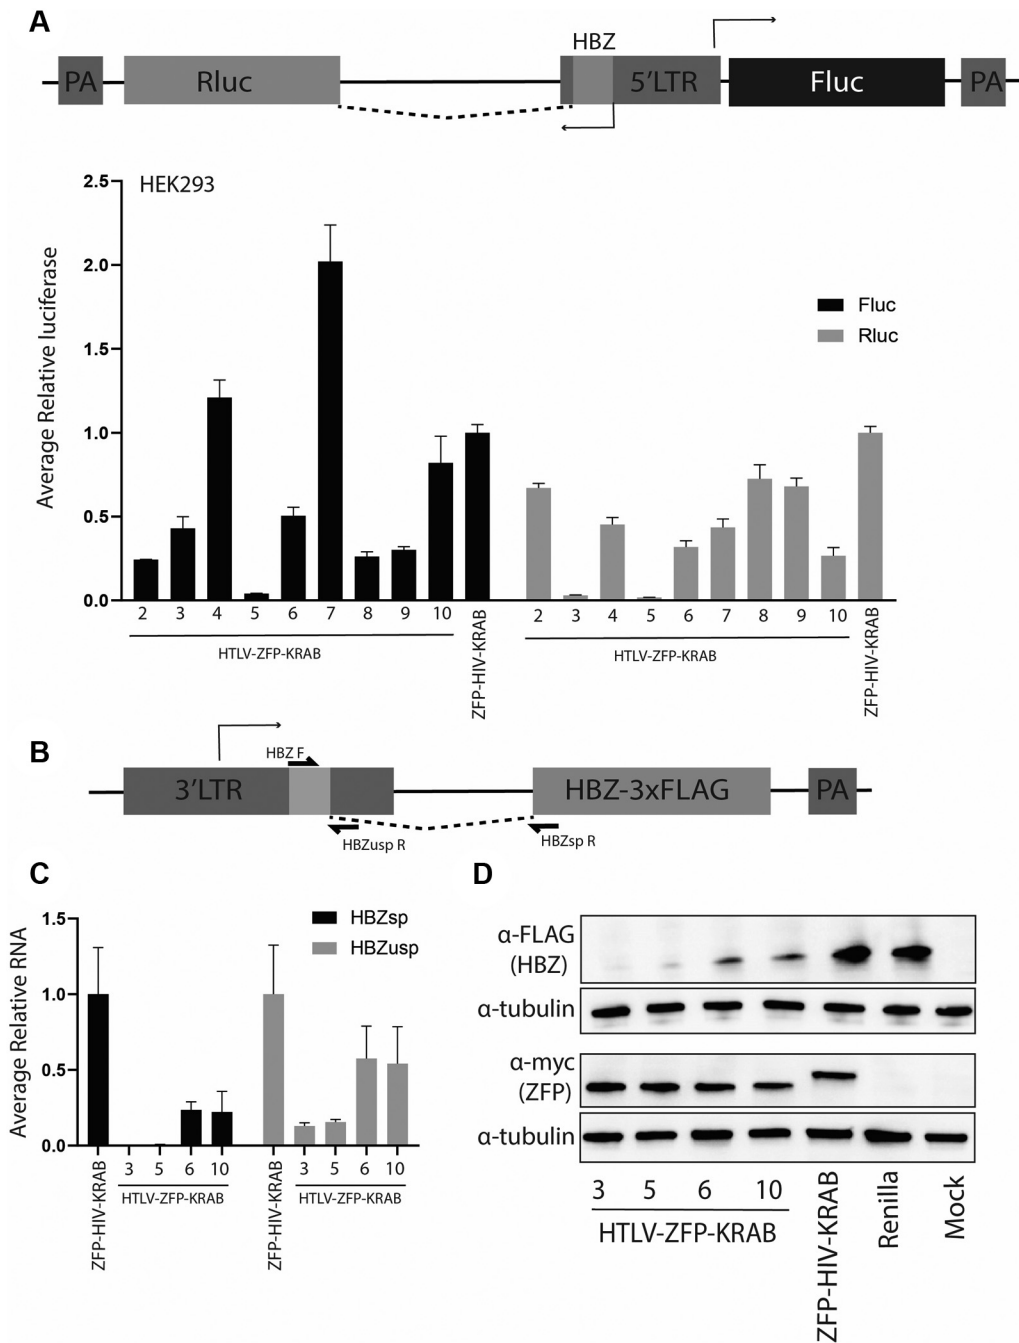 A
HBZ
PA
Rluc
5'LTR
Fluc
PA
2.5
HEK293
2.0
1.5
1.0
0.5
0.0
Average Relative luciferase
Fluc
Rluc
2 3 4 5 6 7 8 9 10
HTLV-ZFP-KRAB
ZFP-HIV-KRAB
2 3 4 5 6 7 8 9 10
HTLV-ZFP-KRAB
ZFP-HIV-KRAB
B
HBZ F
3'LTR
HBZ-3xFLAG
PA
HBZusp R
HBZsp R
C
1.5
1.0
0.5
0.0
Average Relative RNA
HBZsp
HBZusp
ZFP-HIV-KRAB
3 5 6 10
HTLV-ZFP-KRAB
ZFP-HIV-KRAB
3 5 6 10
HTLV-ZFP-KRAB
D
α-FLAG
(HBZ)
α-tubulin
α-myc
(ZFP)
α-tubulin
3 5 6 10
HTLV-ZFP-KRAB
ZFP-HIV-KRAB
Renilla
Mock